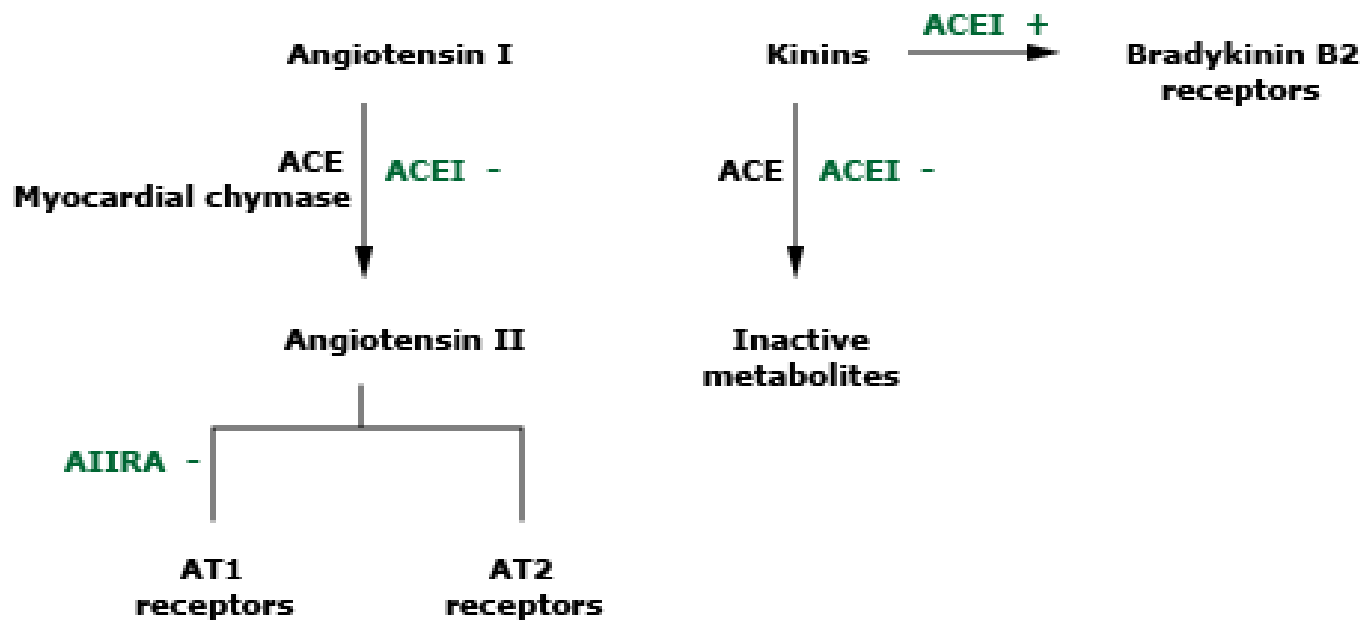 ACEI +
Angiotensin I
Kinins
Bradykinin B2
receptors
ACE
Myocardial chymase
ACEI -
ACE
ACEI -
Angiotensin II
Inactive
metabolites
AIIRA -
AT1
receptors
AT2
receptors